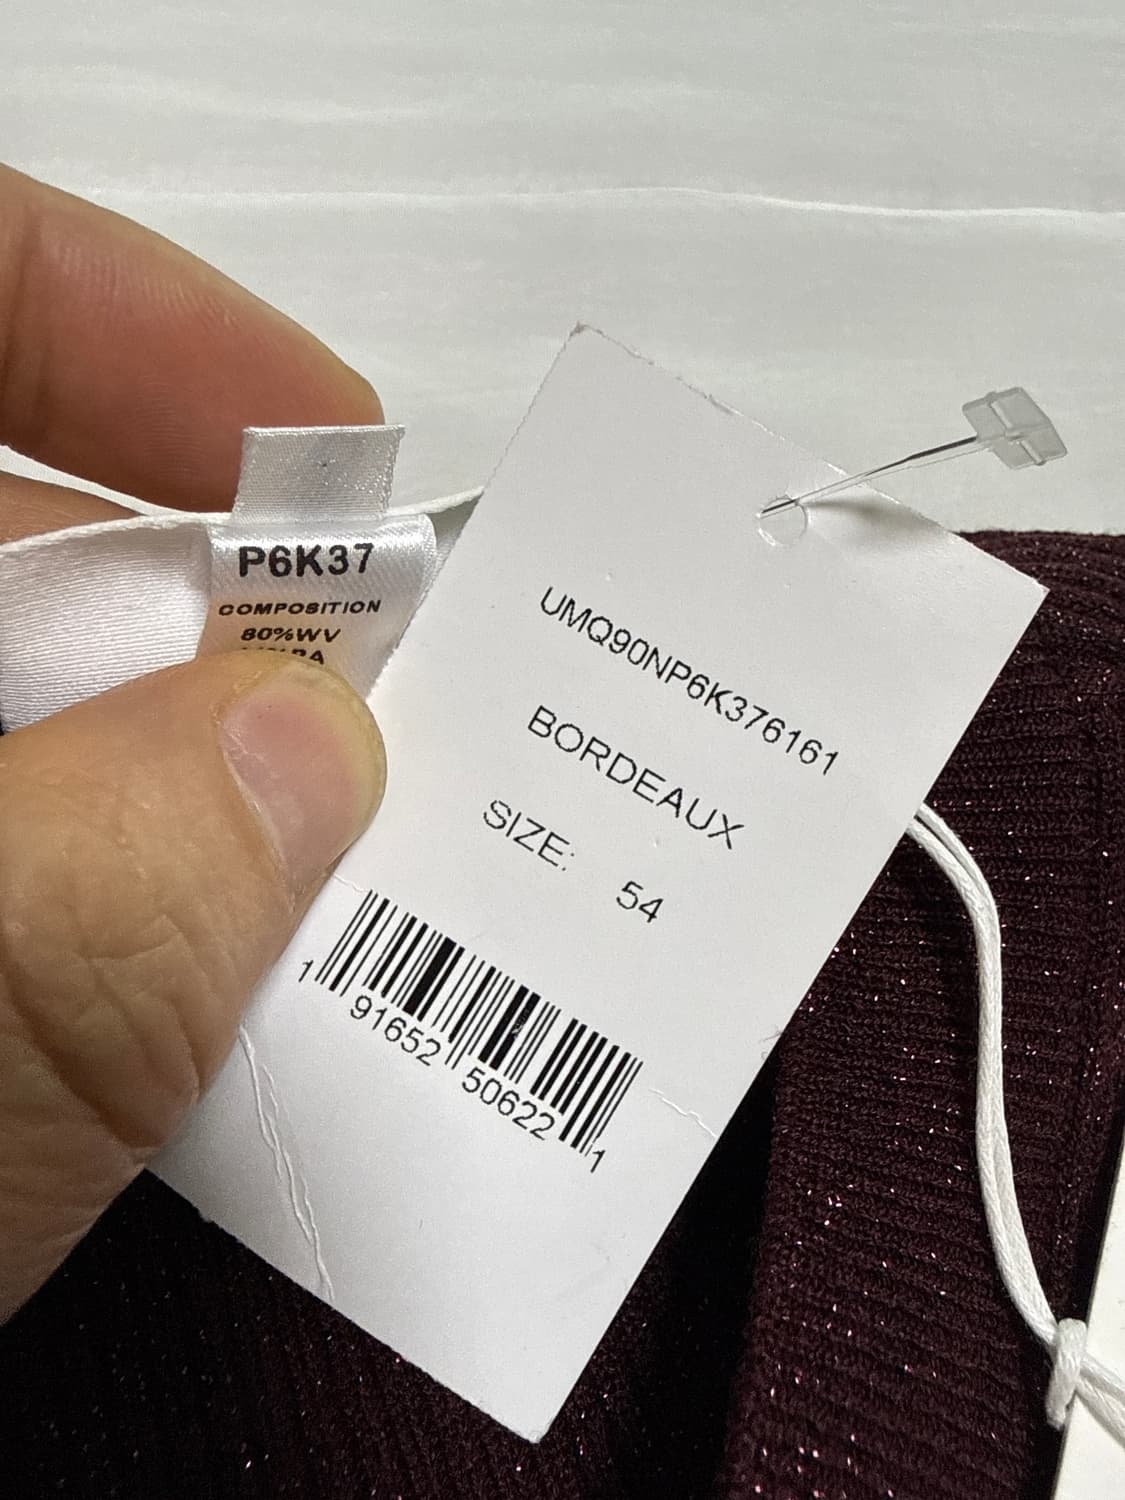 P6K37
COMPOSITION
80%WV
UMQ90NP6K376161
BORDEAUX
SIZE: 54
1 91652 50622 1